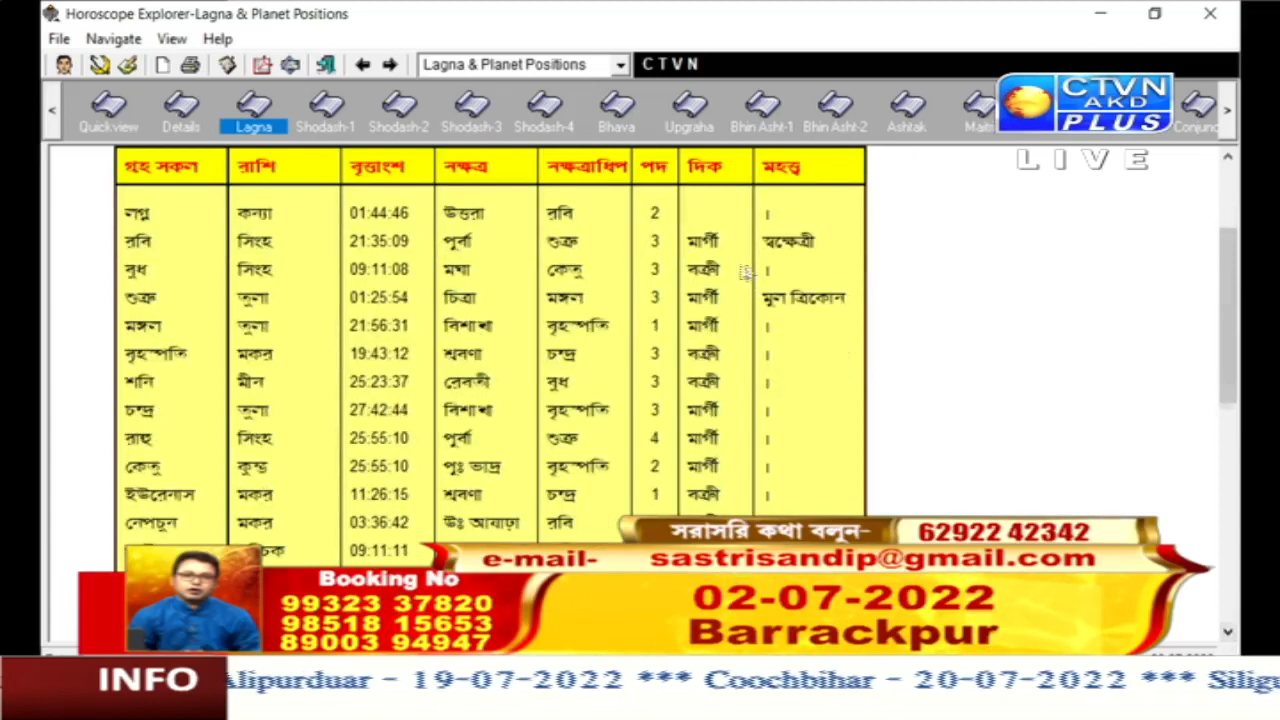 Horoscope Explorer-Lagna & Planet Positions
File Navigate View Help
Lagna & Planet Positions CTVN
Quickview Details Lagna Shodash-1 Shodash-2 Shodash-3 Shodash-4 Bhava Upgraha Bhin Asht-1 Bhin Asht-2 Ashtak
CTVN
AKD
PLUS
LIVE
গ্রহ সকল রাশি বৃত্তাংশ নক্ষত্র নক্ষত্রাধিপ পদ দিক মহত্ত্ব
লগ্ন কন্যা 01:44:46 উত্তরা রবি 2 ।
রবি সিংহ 21:35:09 পুর্বা শুক্র 3 মার্গী স্বক্ষেত্রী
বুধ সিংহ 09:11:08 মঘা কেতু 3 বক্রী ।
শুক্র তুলা 01:25:54 চিত্রা মঙ্গল 3 মার্গী মুল ত্রিকোন
মঙ্গল তুলা 21:56:31 বিশাখা বৃহস্পতি 1 মার্গী ।
বৃহস্পতি মকর 19:43:12 শ্রবণা চন্দ্র 3 বক্রী ।
শনি মীন 25:23:37 রেবতী বুধ 3 বক্রী ।
চন্দ্র তুলা 27:42:44 বিশাখা বৃহস্পতি 3 মার্গী ।
রাহু সিংহ 25:55:10 পুর্বা শুক্র 4 মার্গী ।
কেতু কুম্ভ 25:55:10 পুঃ ভাদ্র বৃহস্পতি 2 মার্গী ।
ইউরেনাস মকর 11:26:15 শ্রবণা চন্দ্র 1 বক্রী ।
নেপচুন মকর 03:36:42 উঃ আষাঢ়া রবি
09:11:11
সরাসরি কথা বলুন- 62922 42342
e-mail- sastrisandip@gmail.com
Booking No
99323 37820
98518 15653
89003 94947
02-07-2022
Barrackpur
INFO Alipurduar - 19-07-2022 *** Coochbihar - 20-07-2022 ***